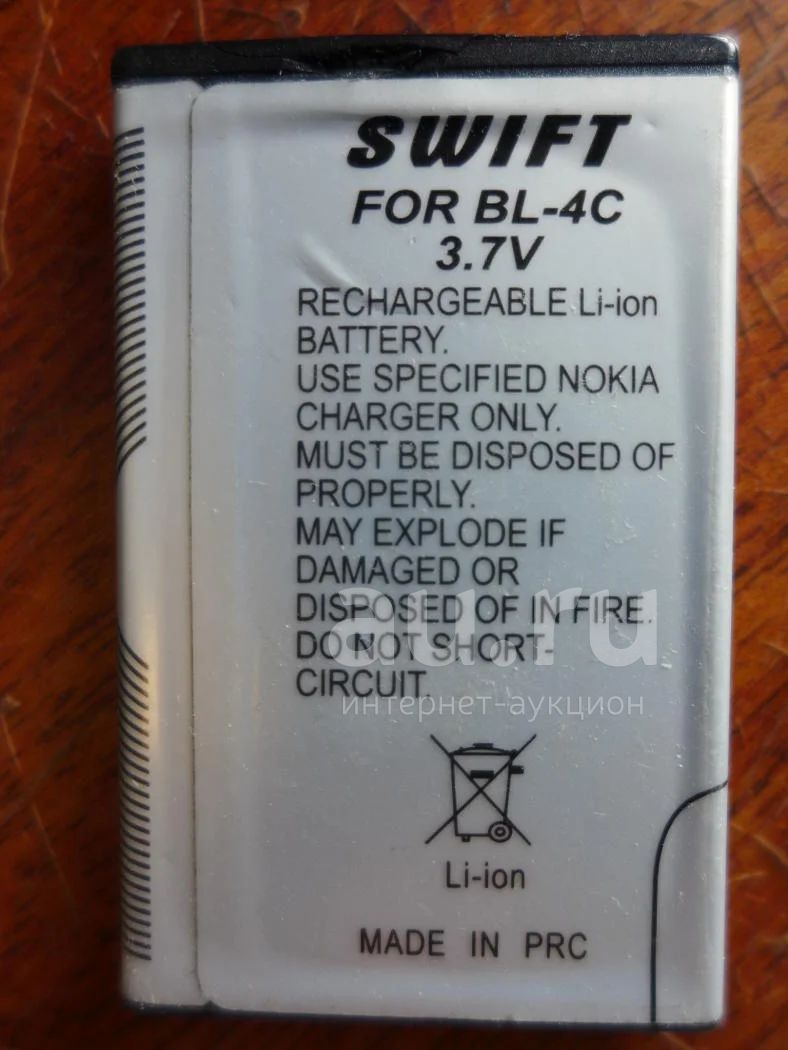 SWIFT
FOR BL-4C
3.7V
RECHARGEABLE Li-ion
BATTERY.
USE SPECIFIED NOKIA
CHARGER ONLY.
MUST BE DISPOSED OF
PROPERLY.
MAY EXPLODE IF
DAMAGED OR
DISPOSED OF IN FIRE.
DO NOT SHORT-
CIRCUIT.
au.ru
интернет-аукцион
Li-ion
MADE IN PRC